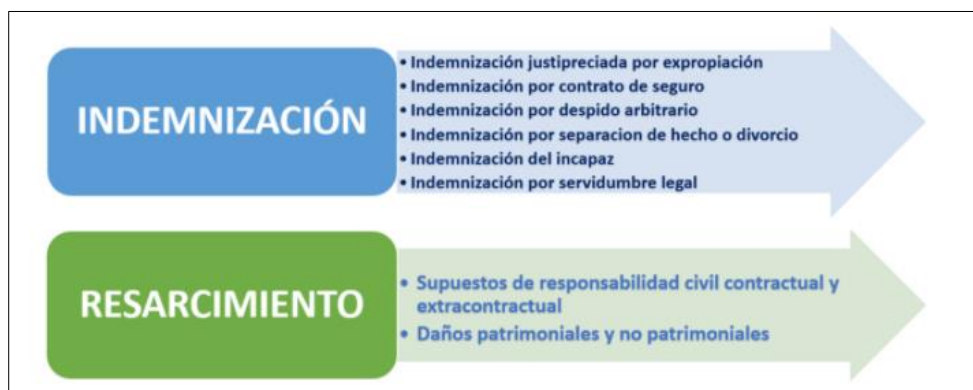 INDEMNIZACIÓN
• Indemnización justipreciada por expropiación
• Indemnización por contrato de seguro
• Indemnización por despido arbitrario
• Indemnización por separacion de hecho o divorcio
• Indemnización del incapaz
• Indemnización por servidumbre legal
RESARCIMIENTO
• Supuestos de responsabilidad civil contractual y
extracontractual
• Daños patrimoniales y no patrimoniales